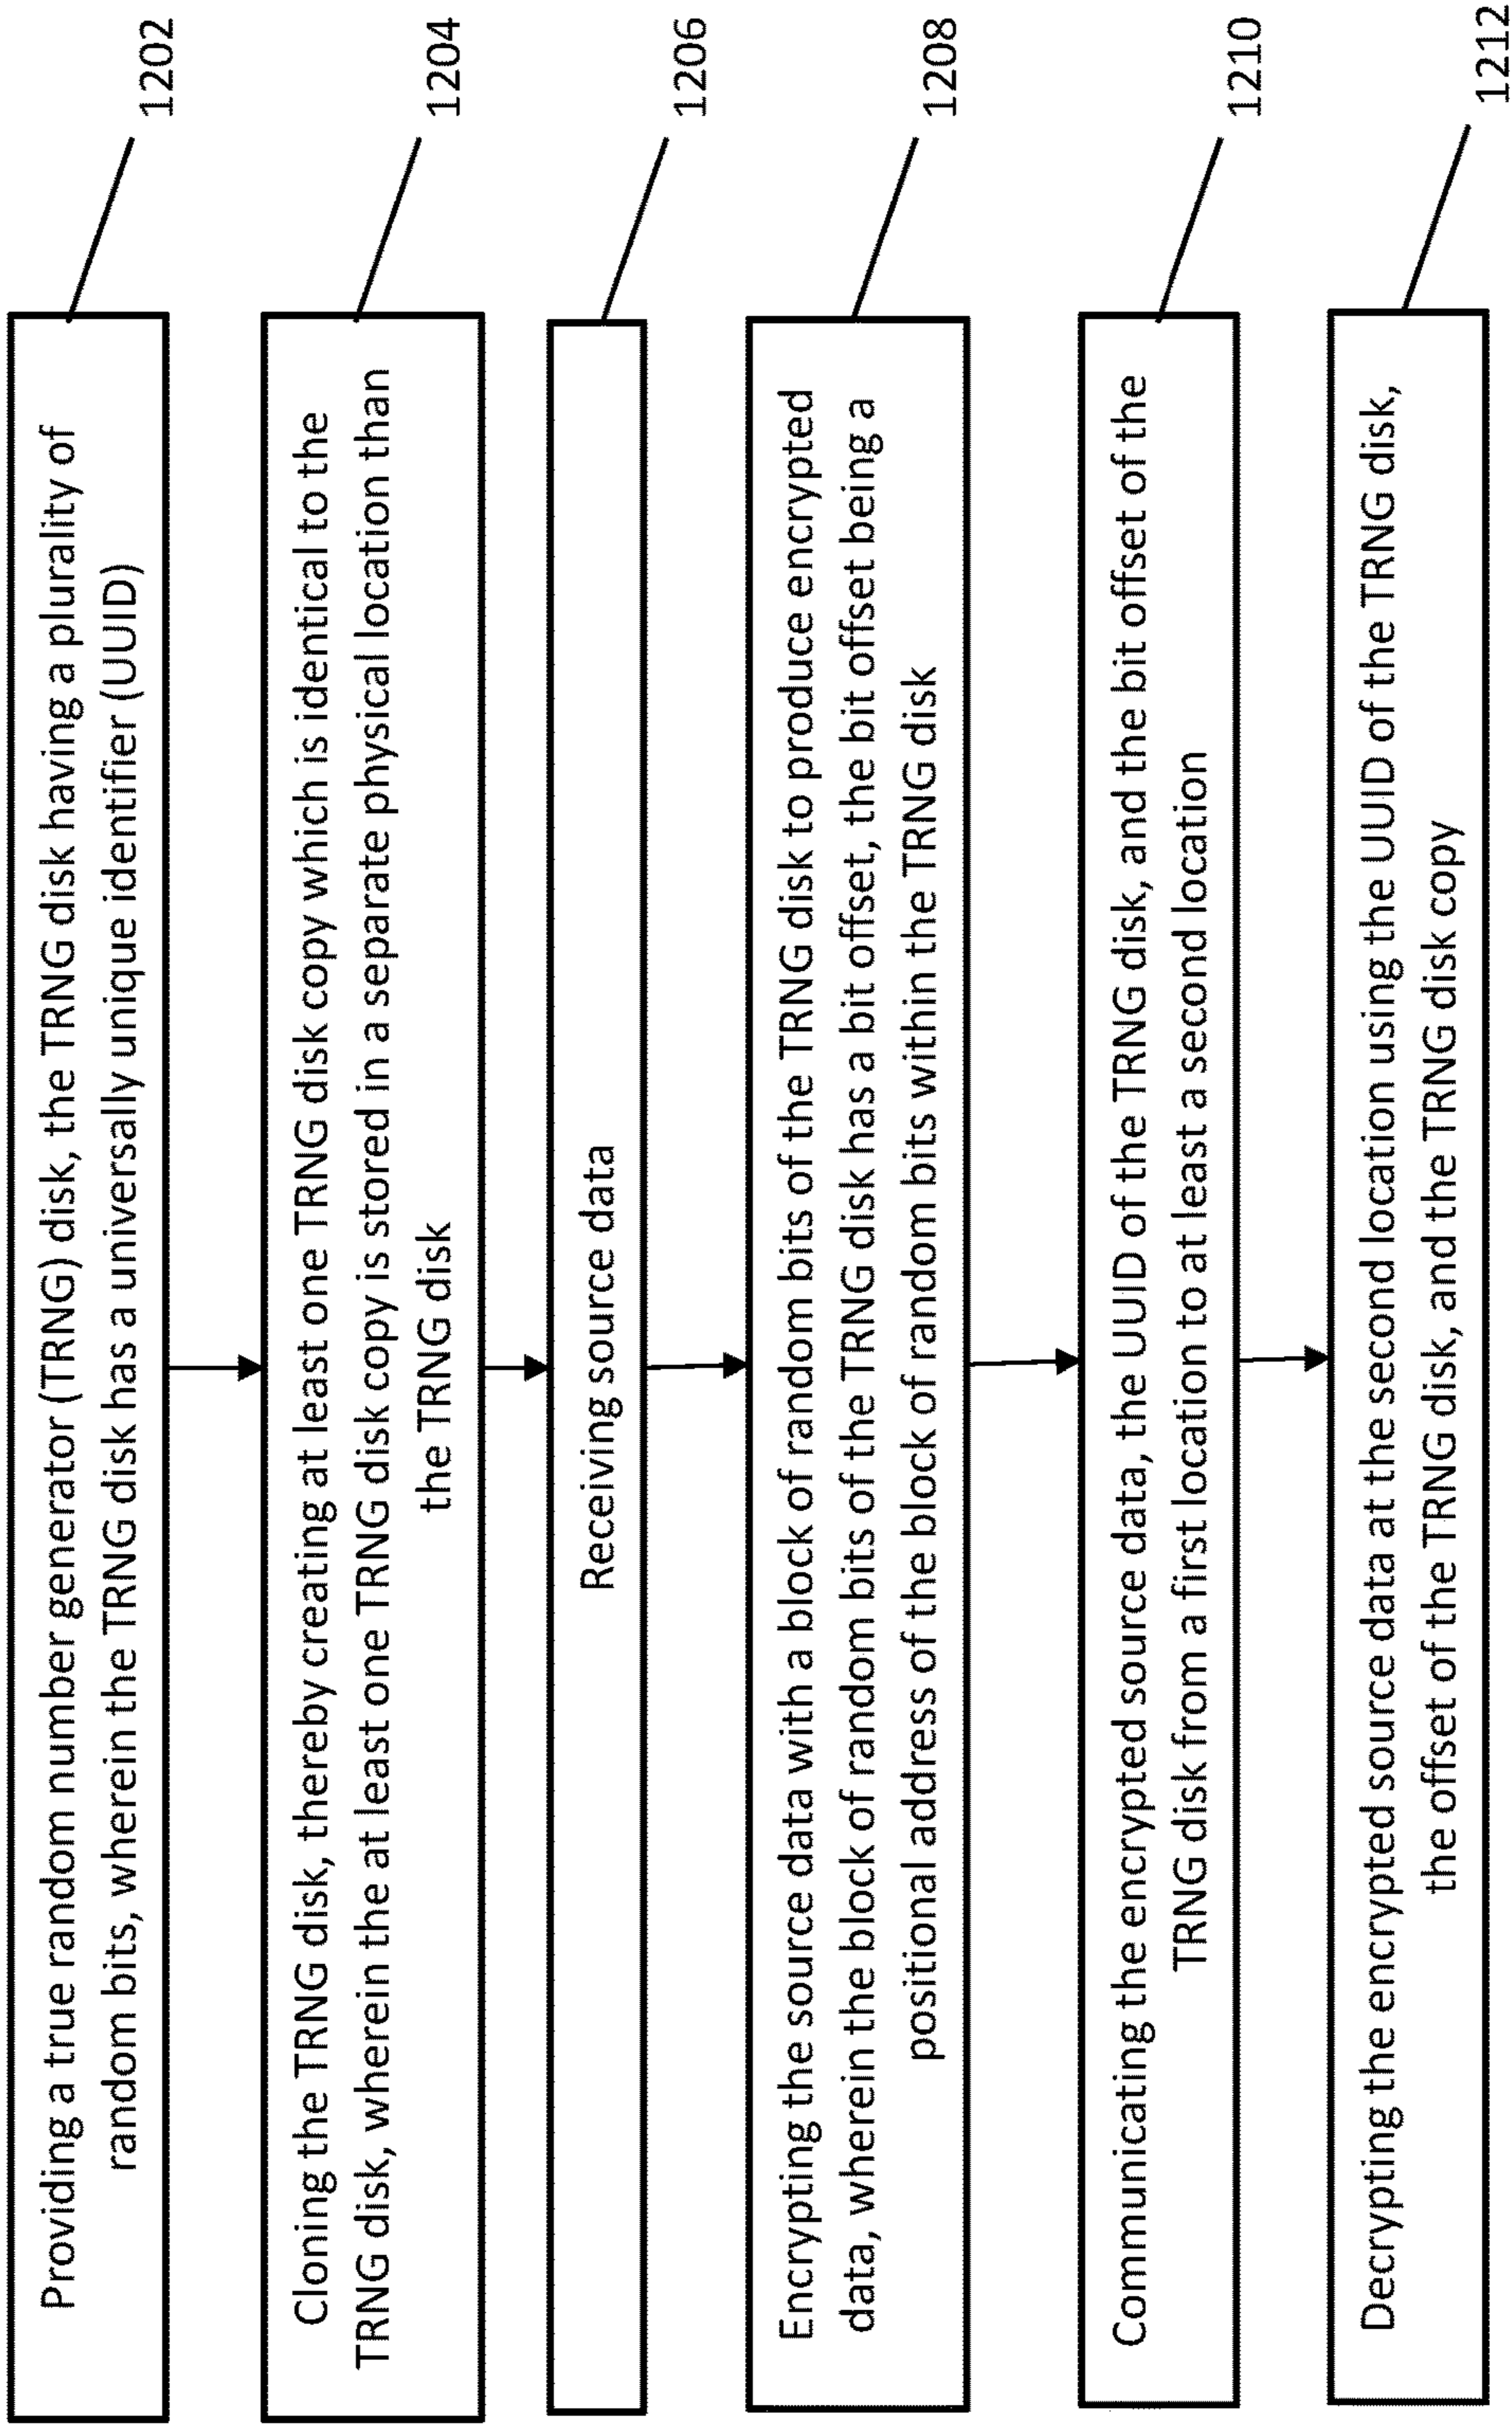 Providing a true random number generator (TRNG) disk, the TRNG disk having a plurality of
random bits, wherein the TRNG disk has a universally unique identifier (UUID)
1202
Cloning the TRNG disk, thereby creating at least one TRNG disk copy which is identical to the
TRNG disk, wherein the at least one TRNG disk copy is stored in a separate physical location than
the TRNG disk
1204
Receiving source data
1206
Encrypting the source data with a block of random bits of the TRNG disk to produce encrypted
data, wherein the block of random bits of the TRNG disk has a bit offset, the bit offset being a
positional address of the block of random bits within the TRNG disk
1208
Communicating the encrypted source data, the UUID of the TRNG disk, and the bit offset of the
TRNG disk from a first location to at least a second location
1210
Decrypting the encrypted source data at the second location using the UUID of the TRNG disk,
the offset of the TRNG disk, and the TRNG disk copy
1212